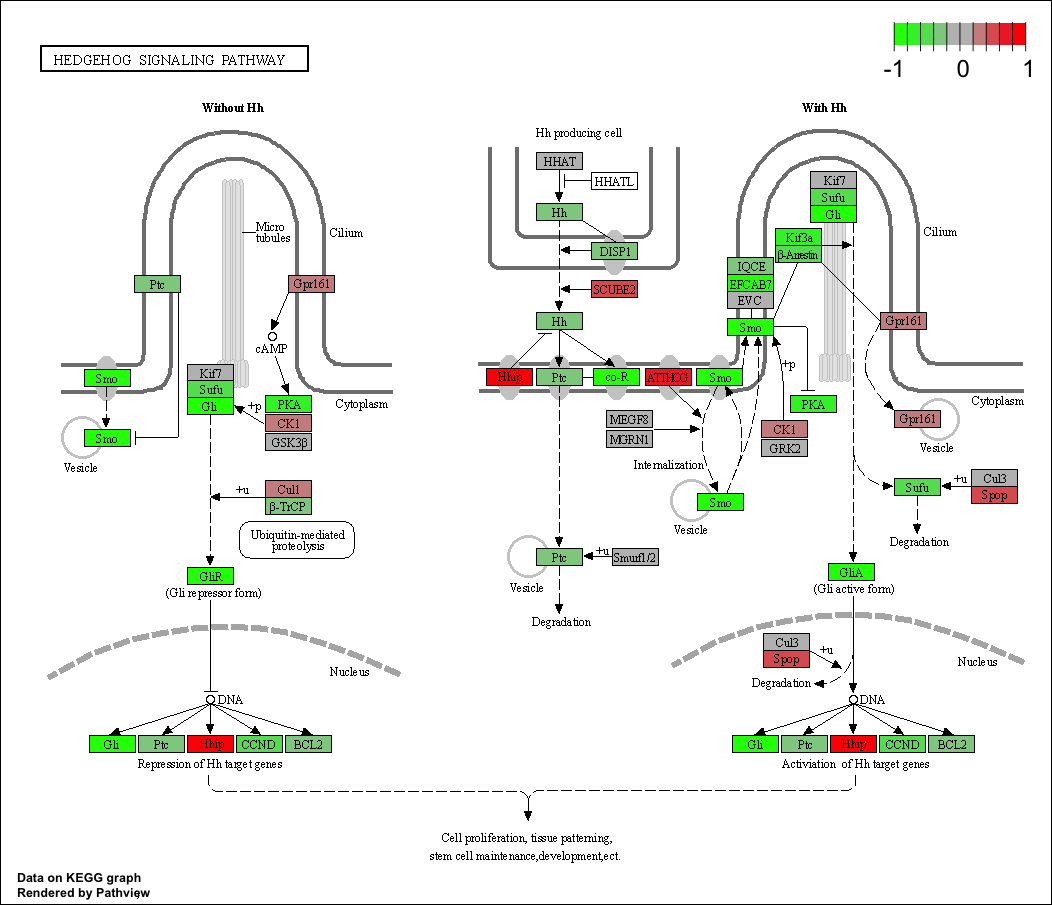 HEDGEHOG SIGNALING PATHWAY
-1 0 1
Without Hh
With Hh
Hh producing cell
HHAT
HHATL
Hh
DISP1
SCUBE2
Hh
Micro
tubules
Cilium
Ptc
Gpr161
cAMP
Smo
Kif7
Sufu
Gli
+p
PKA
CK1
GSK3β
Cytoplasm
Smo
Vesicle
+u
Cul1
β-TrCP
Ubiquitin-mediated
proteolysis
GliR
(Gli repressor form)
Nucleus
DNA
Gli
Ptc
Hhip
CCND
BCL2
Repression of Hh target genes
Kif7
Sufu
Gli
Kif3a
β-Arrestin
Cilium
IQCE
EFCAB7
EVC
Smo
Gpr161
Hhip
Ptc
co-R
ATTHOG
Smo
+p
PKA
Cytoplasm
MEGF8
MGRN1
CK1
GRK2
Gpr161
Vesicle
Internalization
Smo
Vesicle
Sufu
+u
Cul3
Spop
Degradation
Ptc
+u
Smurf1/2
Vesicle
Degradation
GliA
(Gli active form)
Cul3
Spop
+u
Nucleus
Degradation
DNA
Gli
Ptc
Hhip
CCND
BCL2
Activiation of Hh target genes
Cell proliferation, tissue patterning,
stem cell maintenance,development,ect.
Data on KEGG graph
Rendered by Pathview